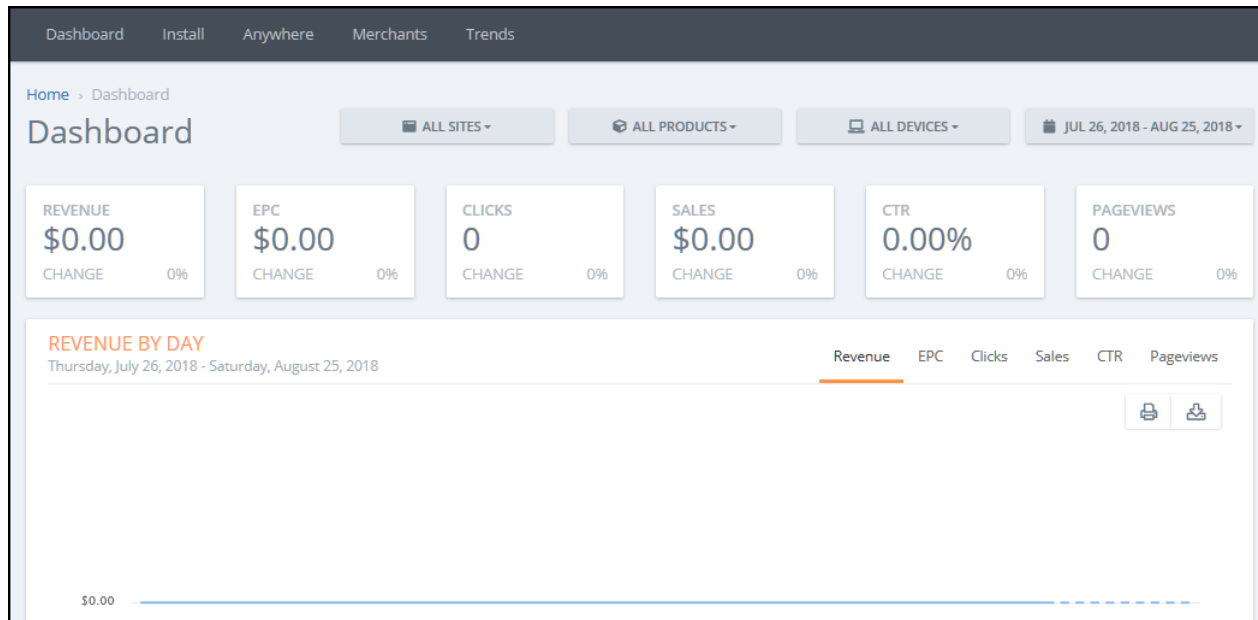 Dashboard Install Anywhere Merchants Trends
Home › Dashboard
Dashboard
ALL SITES ALL PRODUCTS ALL DEVICES JUL 26, 2018 - AUG 25, 2018
REVENUE EPC CLICKS SALES CTR PAGEVIEWS
$0.00 $0.00 0 $0.00 0.00% 0
CHANGE 0% CHANGE 0% CHANGE 0% CHANGE 0% CHANGE 0% CHANGE 0%
REVENUE BY DAY
Thursday, July 26, 2018 - Saturday, August 25, 2018
Revenue EPC Clicks Sales CTR Pageviews
$0.00